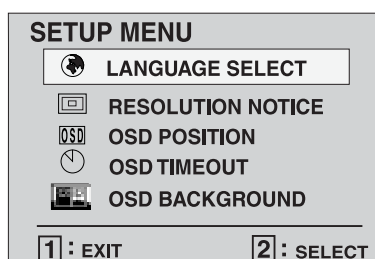 SETUP MENU
LANGUAGE SELECT
RESOLUTION NOTICE
OSD OSD POSITION
OSD TIMEOUT
OSD BACKGROUND
1 : EXIT 2 : SELECT